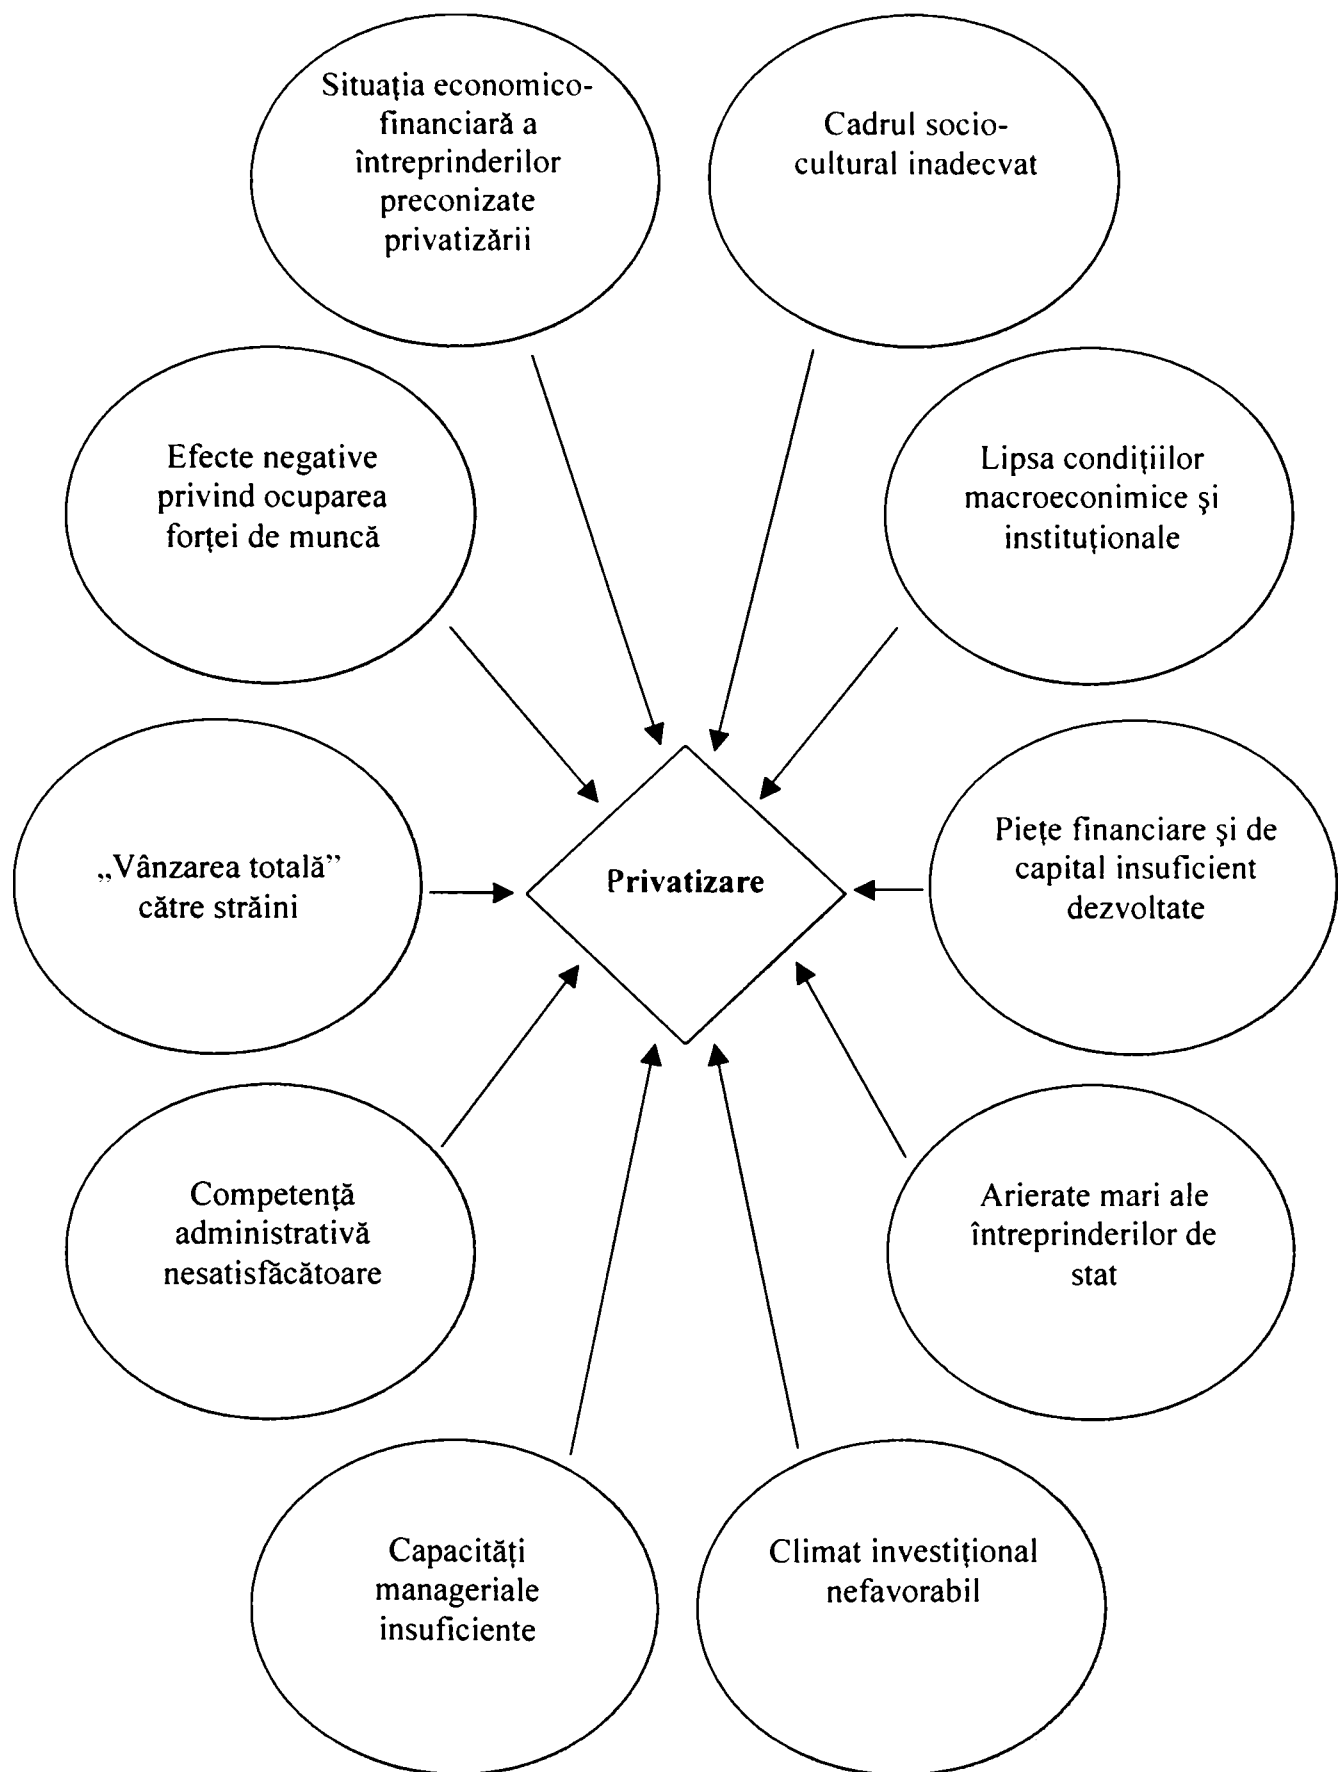 Situaţia economico-
financiară a
întreprinderilor
preconizate
privatizării
Cadrul socio-
cultural inadecvat
Efecte negative
privind ocuparea
forţei de muncă
Lipsa condiţiilor
macroeconimice şi
instituţionale
„Vânzarea totală”
către străini
Privatizare
Pieţe financiare şi de
capital insuficient
dezvoltate
Competenţă
administrativă
nesatisfăcătoare
Arierate mari ale
întreprinderilor de
stat
Capacităţi
manageriale
insuficiente
Climat investiţional
nefavorabil